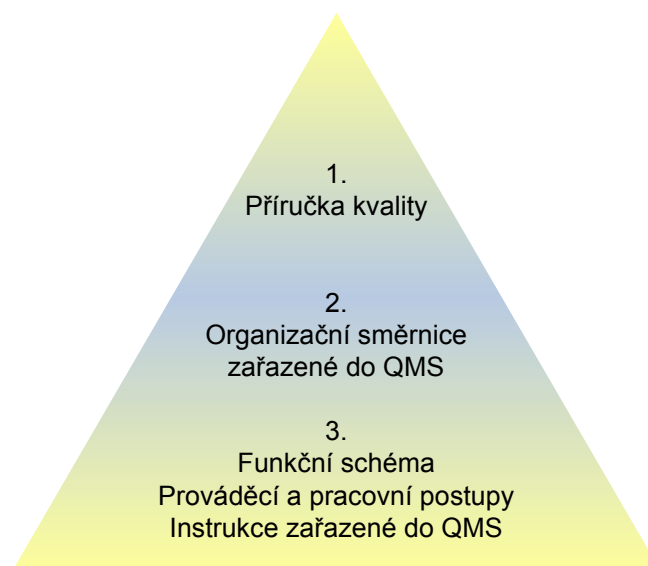 1.
Příručka kvality
2.
Organizační směrnice
zařazené do QMS
3.
Funkční schéma
Prováděcí a pracovní postupy
Instrukce zařazené do QMS